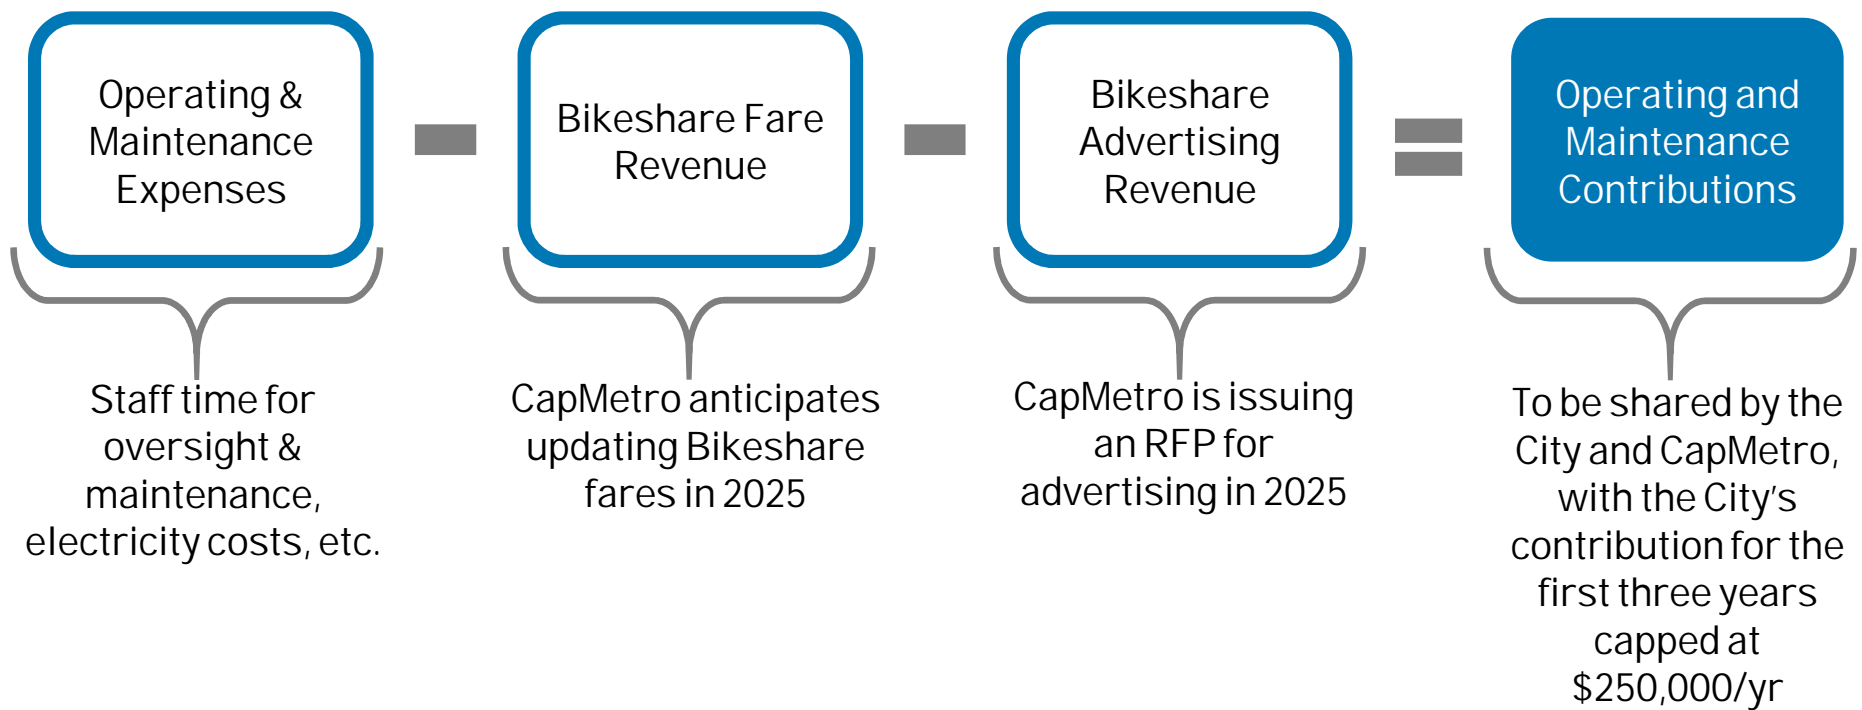 Operating &
Maintenance
Expenses
Bikeshare Fare
Revenue
Bikeshare
Advertising
Revenue
Operating and
Maintenance
Contributions
Staff time for
oversight &
maintenance,
electricity costs, etc.
CapMetro anticipates
updating Bikeshare
fares in 2025
CapMetro is issuing
an RFP for
advertising in 2025
To be shared by the
City and CapMetro,
with the City’s
contribution for the
first three years
capped at
$250,000/yr